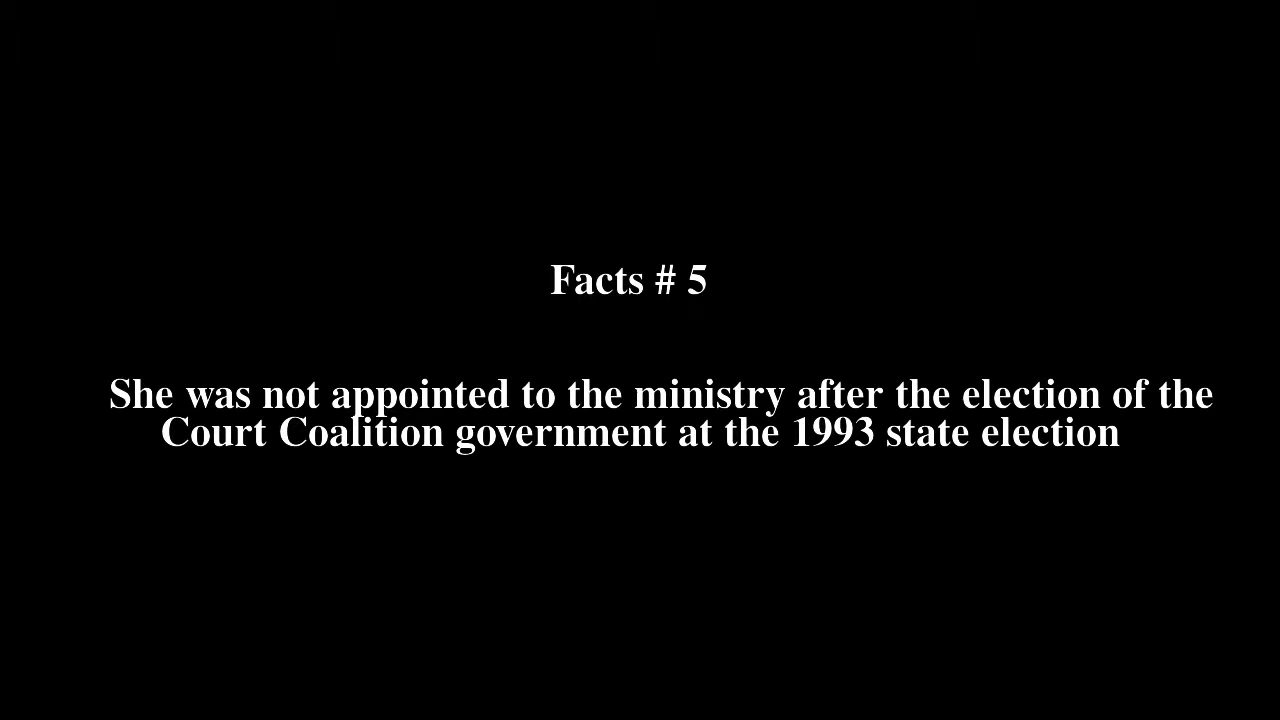 Facts # 5
She was not appointed to the ministry after the election of the
Court Coalition government at the 1993 state election